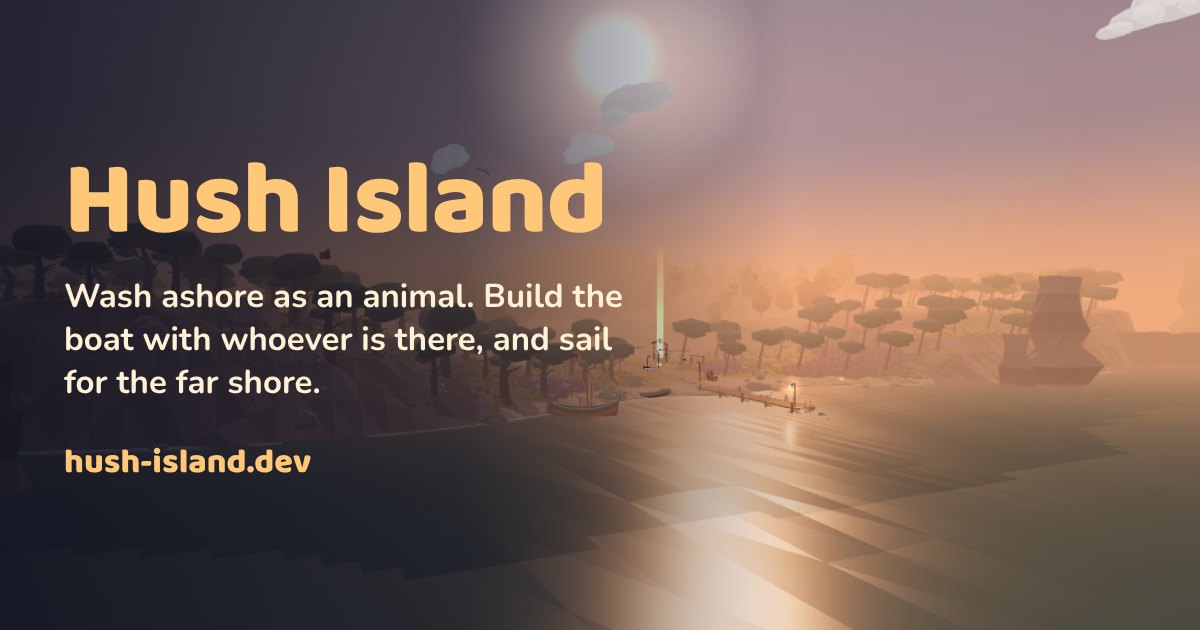 Hush Island
Wash ashore as an animal. Build the
boat with whoever is there, and sail
for the far shore.
hush-island.dev